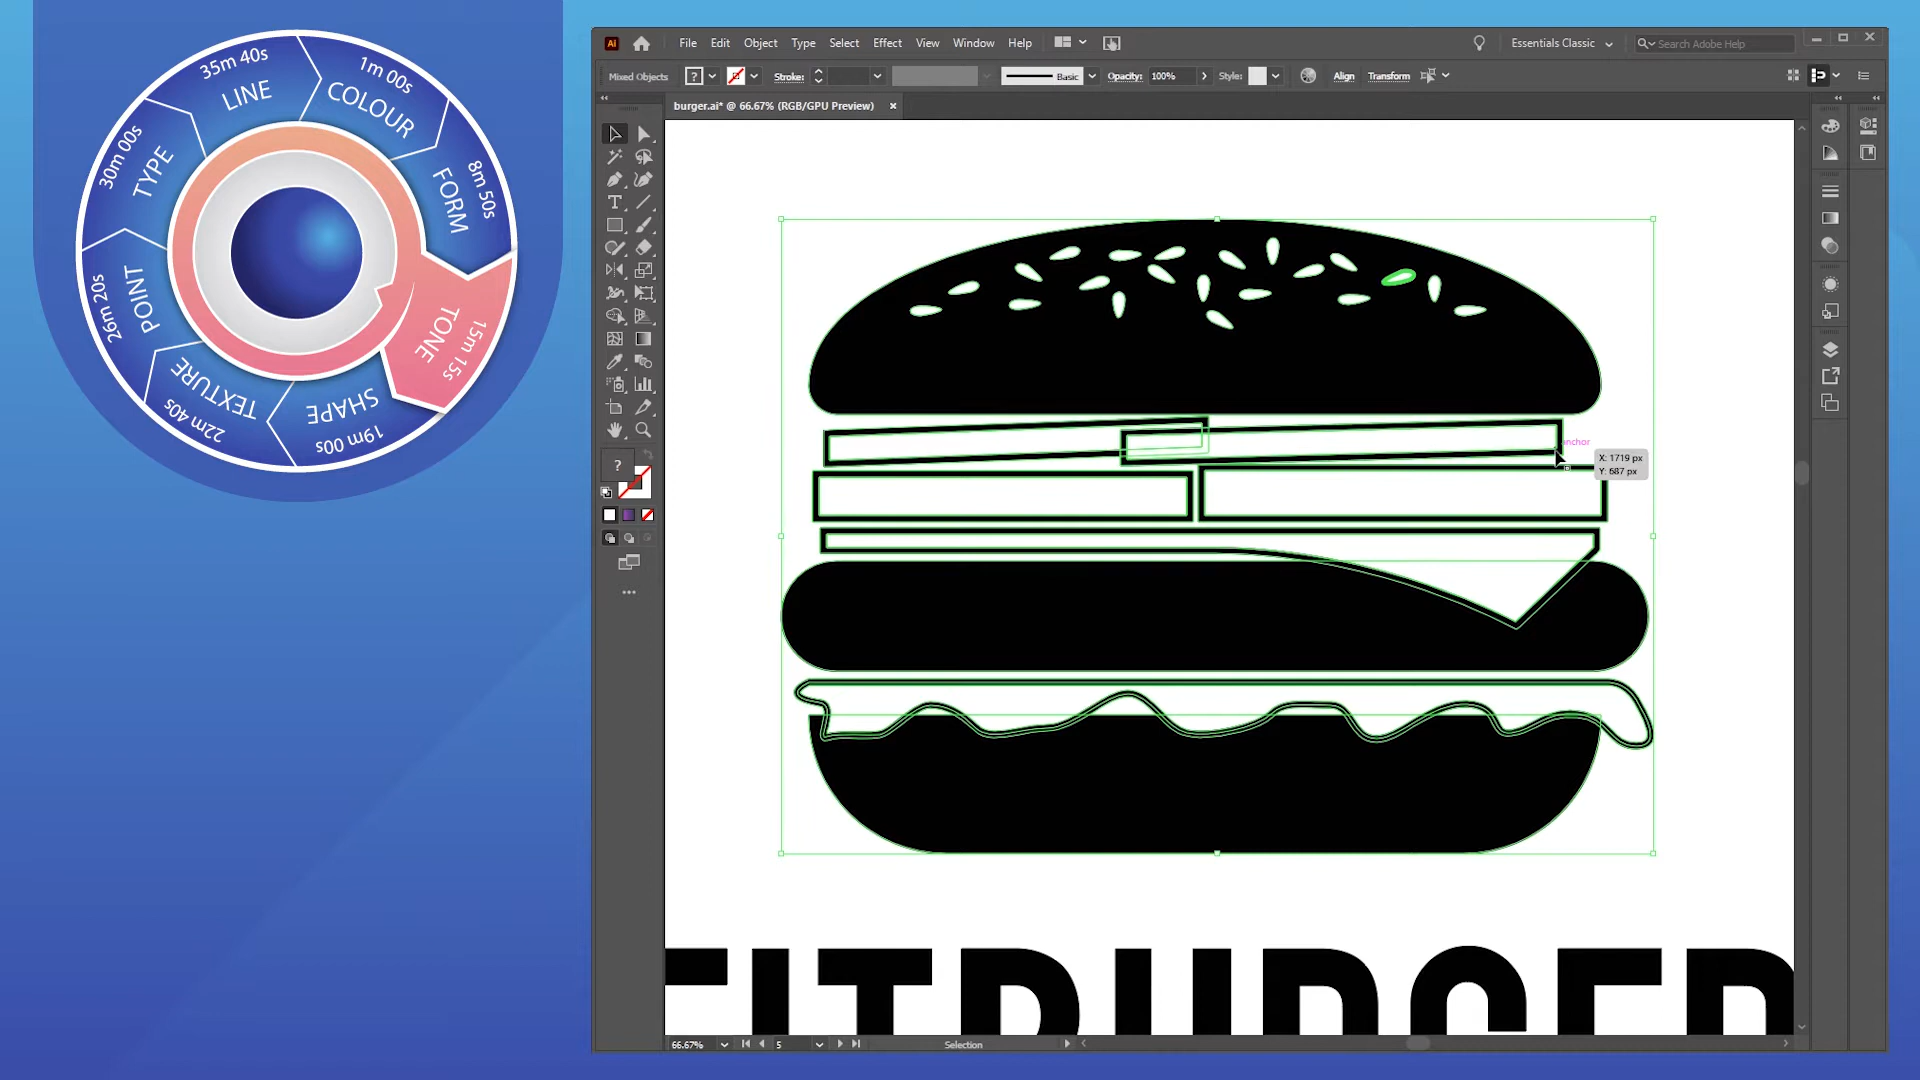 35m 40s
LINE
1m 00s
COLOUR
8m 50s
FORM
15m 15s
TONE
19m 00s
SHAPE
22m 40s
TEXTURE
26m 20s
POINT
30m 00s
TYPE
Ai
File Edit Object Type Select Effect View Window Help
Essentials Classic
Search Adobe Help
Mixed Objects
?
Stroke:
Basic
Opacity: 100%
Style:
Align
Transform
burger.ai* @ 66.67% (RGB/GPU Preview) ×
?
anchor
X: 1719 px
Y: 687 px
FITBURGER
66.67%
5
Selection